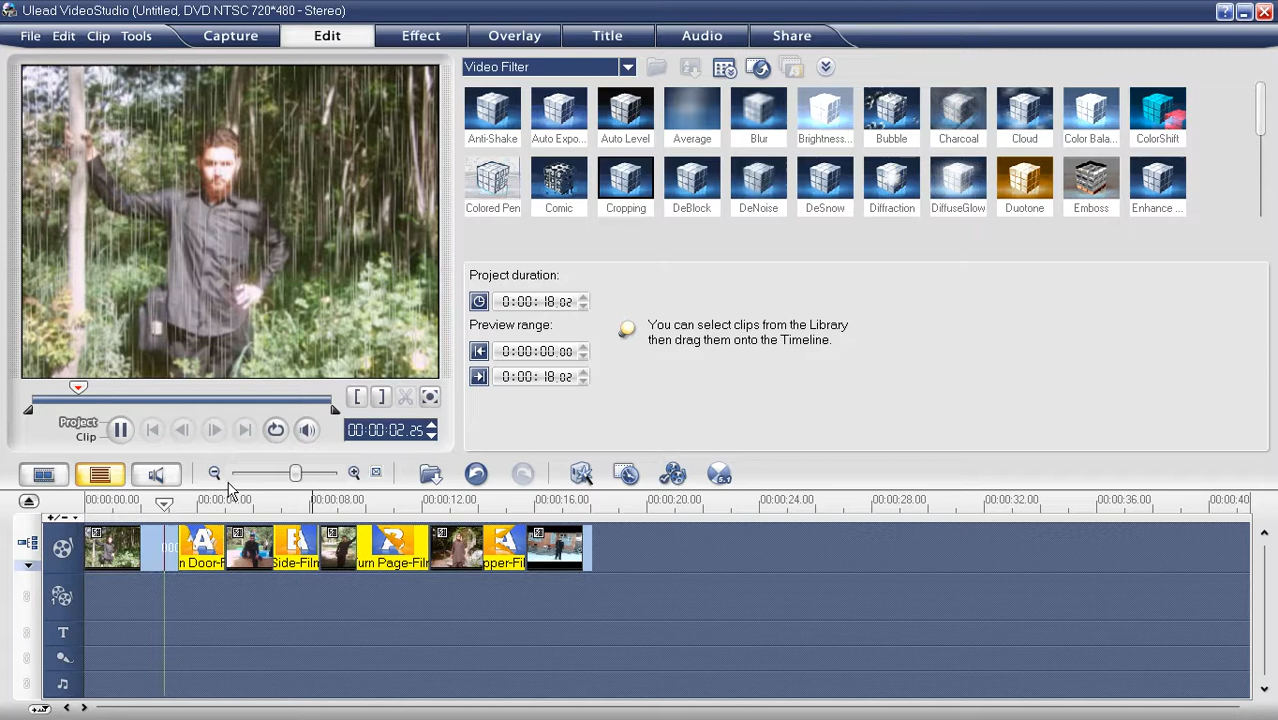 Ulead VideoStudio (Untitled, DVD NTSC 720*480 - Stereo)
File Edit Clip Tools Capture Edit Effect Overlay Title Audio Share
Video Filter
Anti-Shake Auto Expo... Auto Level Average Blur Brightness... Bubble Charcoal Cloud Color Bala... ColorShift
Colored Pen Comic Cropping DeBlock DeNoise DeSnow Diffraction DiffuseGlow Duotone Emboss Enhance ...
Project duration:
0:00:18.02
Preview range:
You can select clips from the Library
then drag them onto the Timeline.
0:00:00.00
0:00:18.02
Project
Clip
00:00:02.25
5.1
00:00:00.00 00:00:08.00 00:00:12.00 00:00:16.00 00:00:20.00 00:00:24.00 00:00:28.00 00:00:32.00 00:00:36.00 00:00:40
n Door-F Side-Film urn Page-Film pper-Fil
T